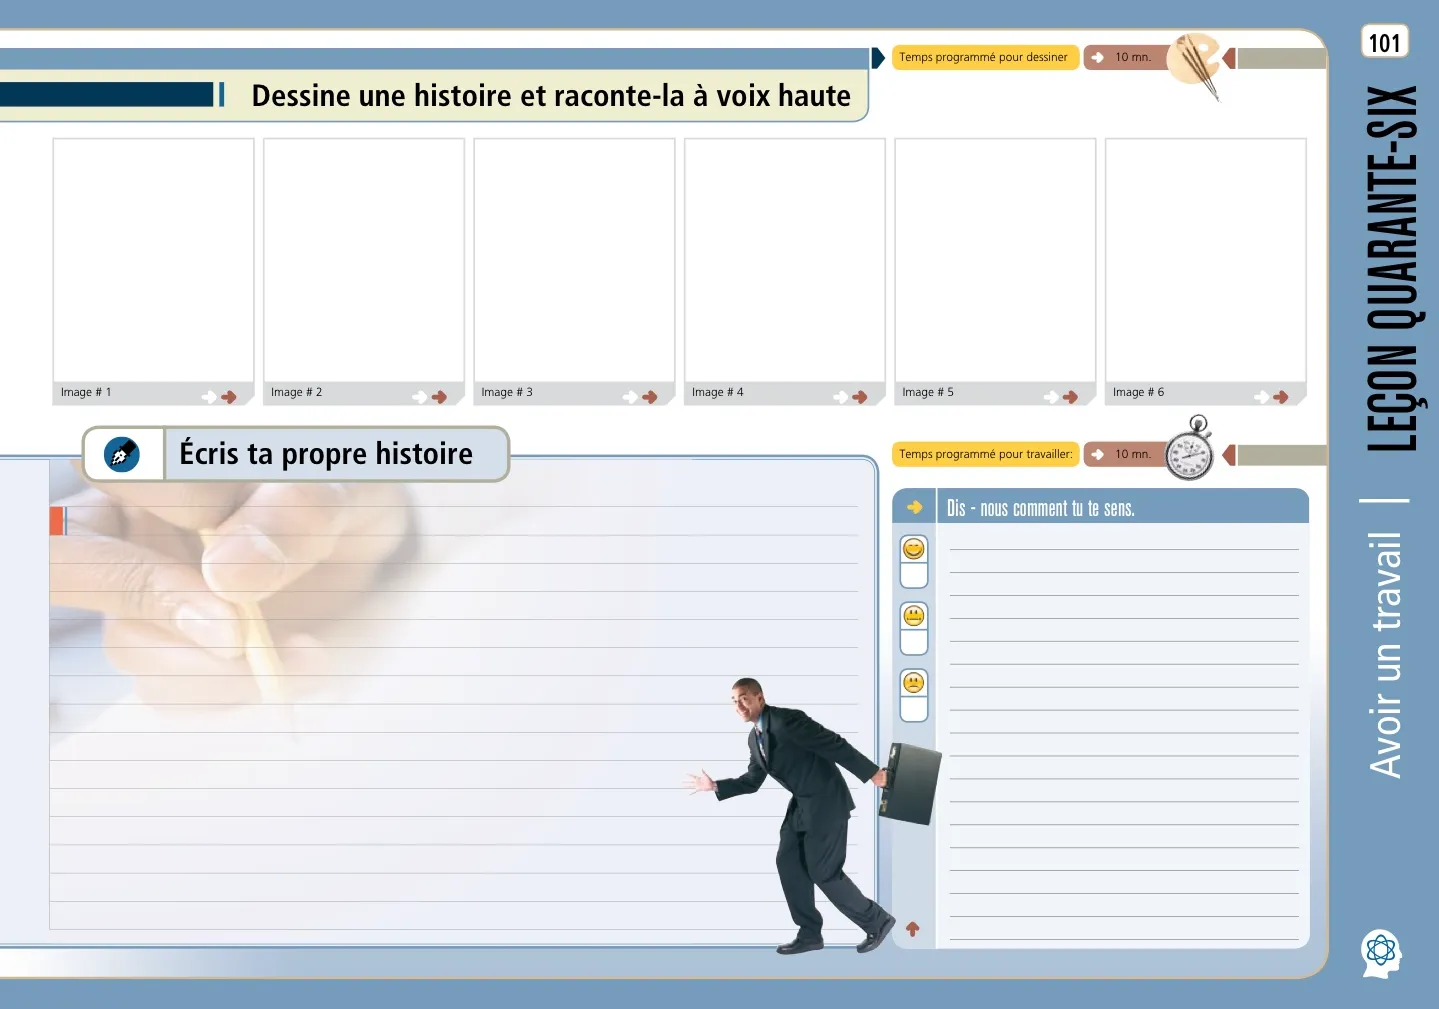 Temps programmé pour dessiner
10 mn.
101
Dessine une histoire et raconte-la à voix haute
Image # 1
Image # 2
Image # 3
Image # 4
Image # 5
Image # 6
Écris ta propre histoire
Temps programmé pour travailler:
10 mn.
Dis - nous comment tu te sens.
LEÇON QUARANTE-SIX
Avoir un travail